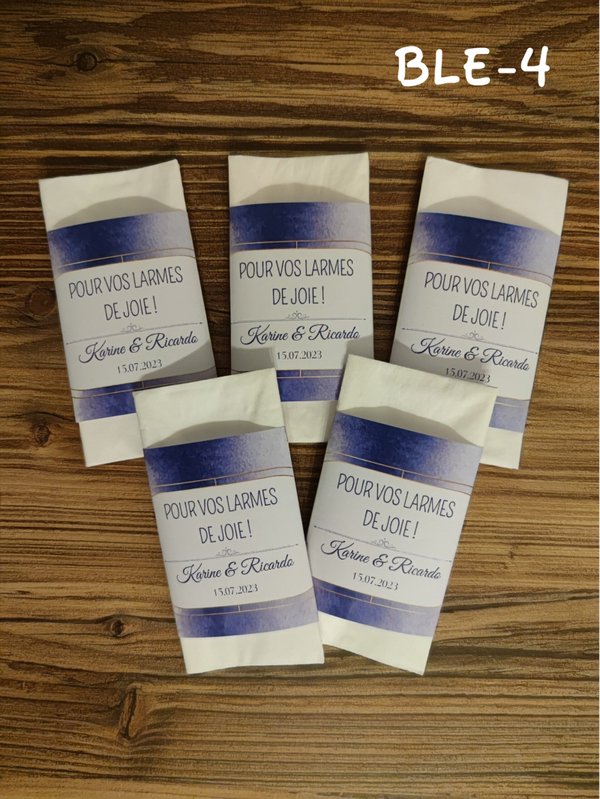 BLE-4
POUR VOS LARMES
DE JOIE !
Karine & Ricardo
15.07.2023
POUR VOS LARMES
DE JOIE !
Karine & Ricardo
15.07.2023
POUR VOS LARMES
DE JOIE !
Karine & Ricardo
15.07.2023
POUR VOS LARMES
DE JOIE !
Karine & Ricardo
15.07.2023
POUR VOS LARMES
DE JOIE !
Karine & Ricardo
15.07.2023